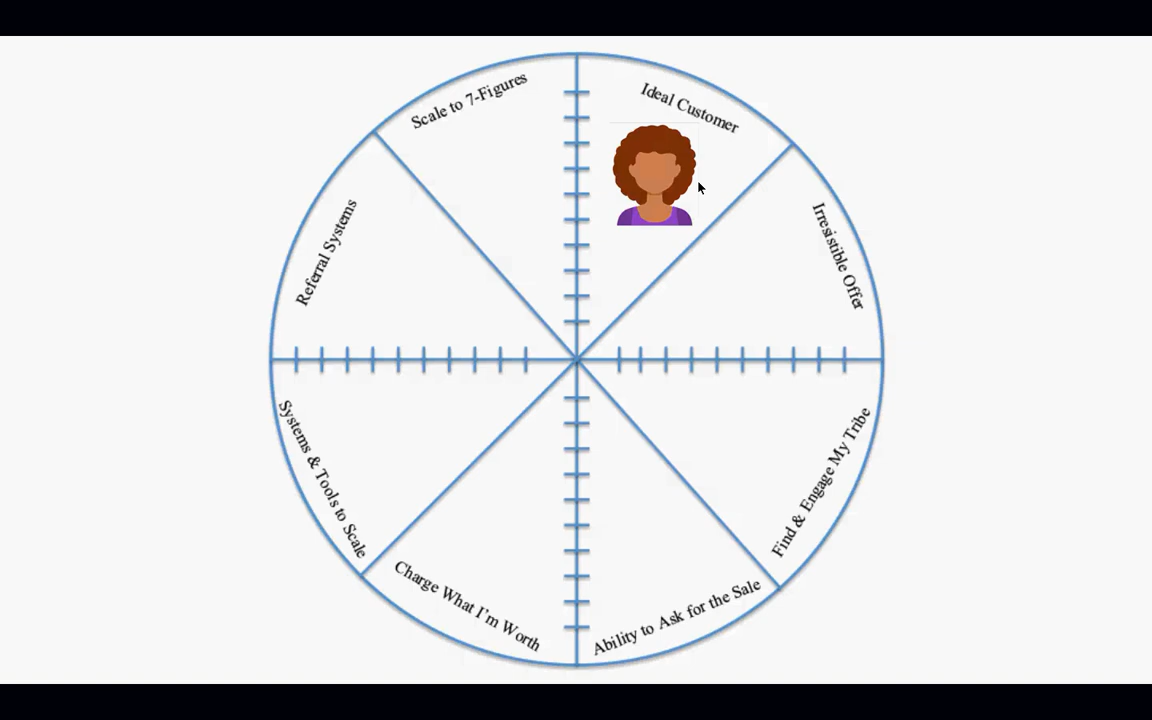 Scale to 7-Figures
Ideal Customer
Referral Systems
Irresistible Offer
Systems & Tools to Scale
Find & Engage My Tribe
Charge What I'm Worth
Ability to Ask for the Sale